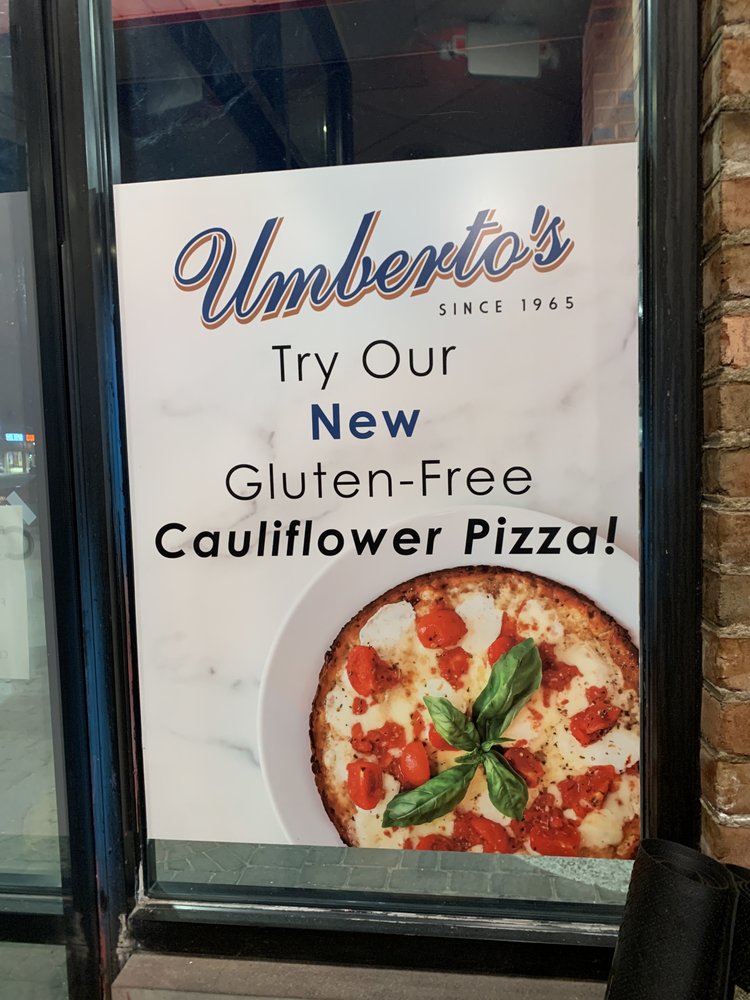 Umberto's
SINCE 1965
Try Our
New
Gluten-Free
Cauliflower Pizza!